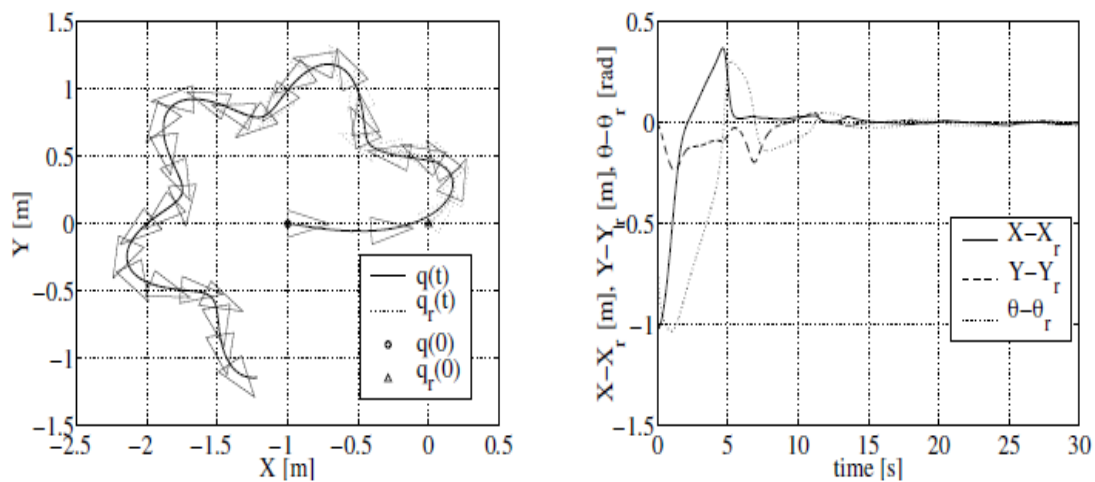 1.5
1
0.5
0
−0.5
−1
−1.5
Y [m]
−2.5
−2
−1.5
−1
−0.5
0
0.5
X [m]
q(t)
q_r(t)
q(0)
q_r(0)
0.5
0
−0.5
−1
−1.5
X−X_r [m], Y−Y_r [m], θ−θ_r [rad]
0
5
10
15
20
25
30
time [s]
X−X_r
Y−Y_r
θ−θ_r